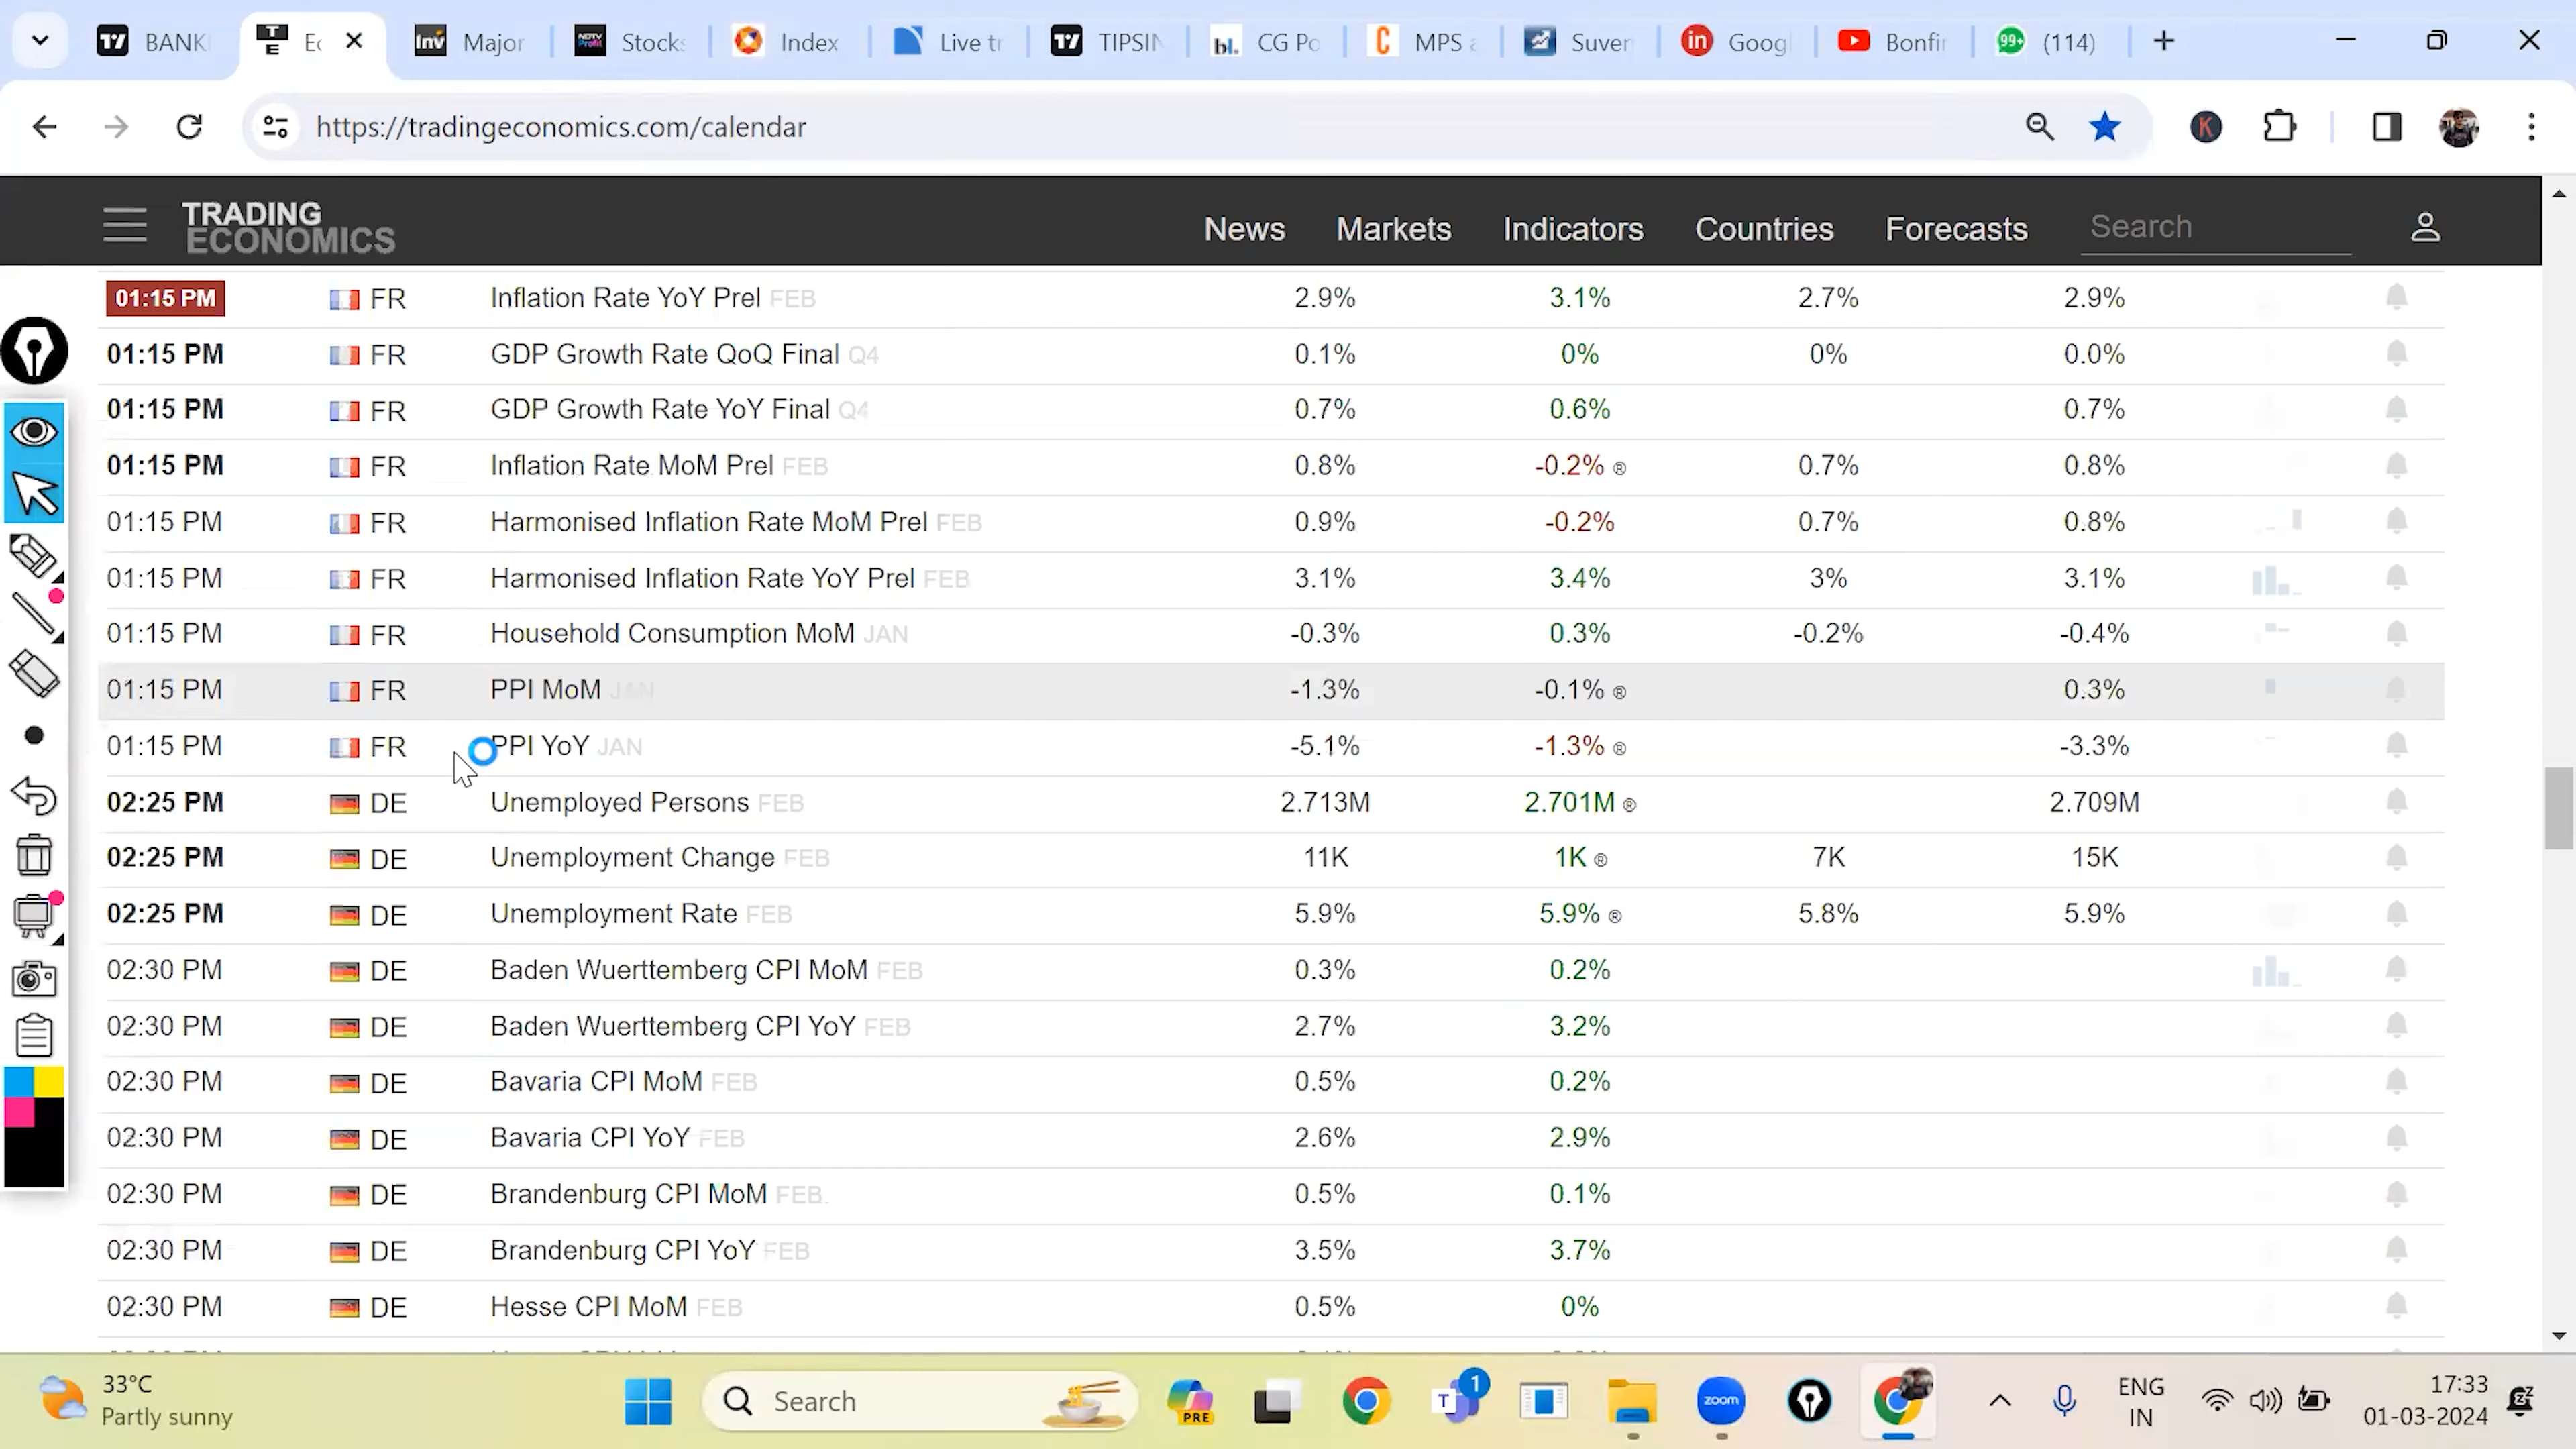 BANK
Ec
Major
Stocks
Index
Live tr
TIPSIN
CG Po
MPS a
Suven
Googl
Bonfir
(114)
https://tradingeconomics.com/calendar
TRADING
ECONOMICS
News Markets Indicators Countries Forecasts Search
01:15 PM FR Inflation Rate YoY Prel FEB 2.9% 3.1% 2.7% 2.9%
01:15 PM FR GDP Growth Rate QoQ Final Q4 0.1% 0% 0% 0.0%
01:15 PM FR GDP Growth Rate YoY Final Q4 0.7% 0.6% 0.7%
01:15 PM FR Inflation Rate MoM Prel FEB 0.8% -0.2% ® 0.7% 0.8%
01:15 PM FR Harmonised Inflation Rate MoM Prel FEB 0.9% -0.2% 0.7% 0.8%
01:15 PM FR Harmonised Inflation Rate YoY Prel FEB 3.1% 3.4% 3% 3.1%
01:15 PM FR Household Consumption MoM JAN -0.3% 0.3% -0.2% -0.4%
01:15 PM FR PPI MoM JAN -1.3% -0.1% ® 0.3%
01:15 PM FR PPI YoY JAN -5.1% -1.3% ® -3.3%
02:25 PM DE Unemployed Persons FEB 2.713M 2.701M ® 2.709M
02:25 PM DE Unemployment Change FEB 11K 1K ® 7K 15K
02:25 PM DE Unemployment Rate FEB 5.9% 5.9% ® 5.8% 5.9%
02:30 PM DE Baden Wuerttemberg CPI MoM FEB 0.3% 0.2%
02:30 PM DE Baden Wuerttemberg CPI YoY FEB 2.7% 3.2%
02:30 PM DE Bavaria CPI MoM FEB 0.5% 0.2%
02:30 PM DE Bavaria CPI YoY FEB 2.6% 2.9%
02:30 PM DE Brandenburg CPI MoM FEB 0.5% 0.1%
02:30 PM DE Brandenburg CPI YoY FEB 3.5% 3.7%
02:30 PM DE Hesse CPI MoM FEB 0.5% 0%
33°C
Partly sunny
Search
PRE
1
zoom
ENG
IN
17:33
01-03-2024